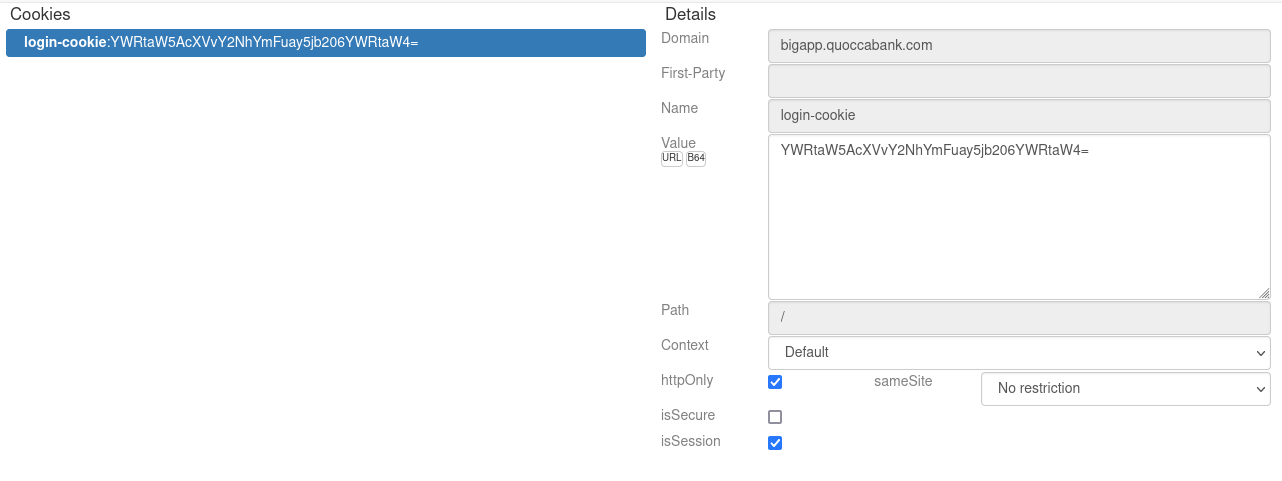 Cookies
login-cookie:YWRtaW5AcXVvY2NhYmFuay5jb206YWRtaW4=
Details
Domain
bigapp.quoccabank.com
First-Party
Name
login-cookie
Value
URL B64
YWRtaW5AcXVvY2NhYmFuay5jb206YWRtaW4=
Path
/
Context
Default
httpOnly
sameSite
No restriction
isSecure
isSession